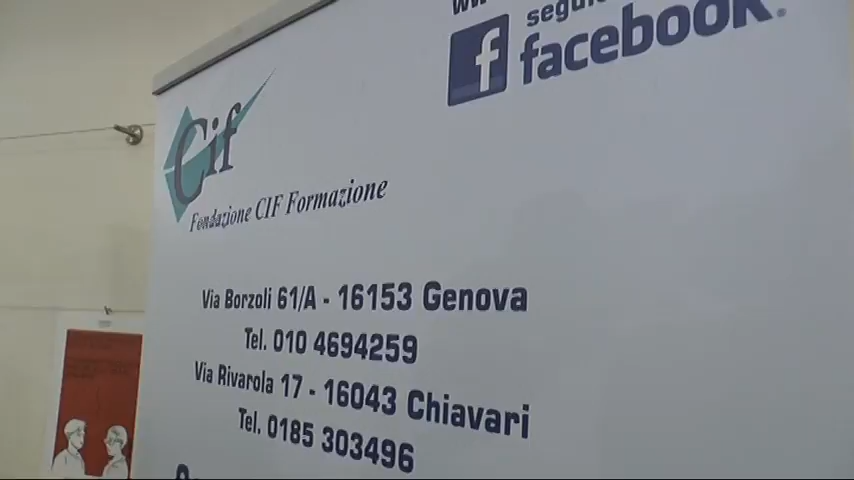 facebook.
Cif
Fondazione CIF Formazione
Via Borzoli 61/A - 16153 Genova
Tel. 010 4694259
Via Rivarola 17 - 16043 Chiavari
Tel. 0185 303496